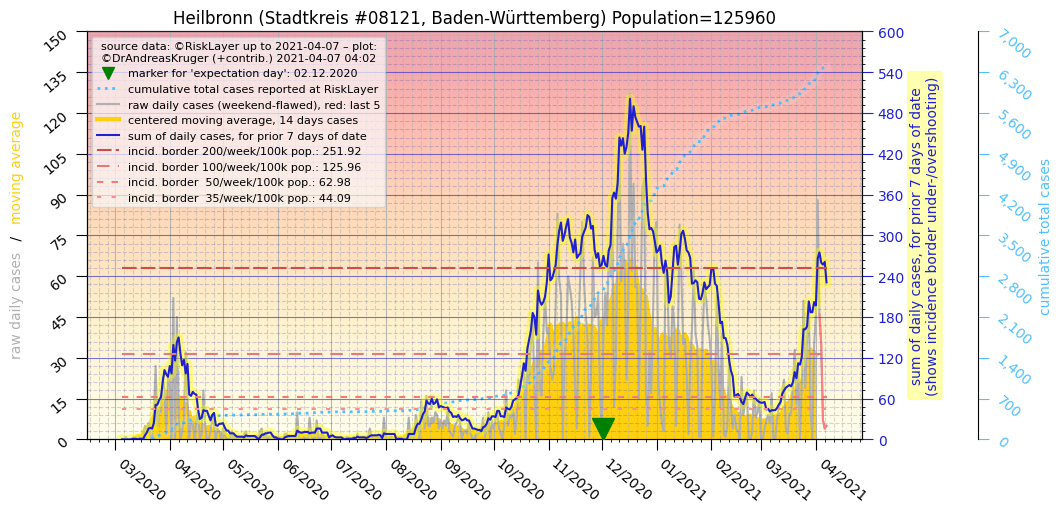 Heilbronn (Stadtkreis #08121, Baden-Württemberg) Population=125960
source data: ©RiskLayer up to 2021-04-07 – plot:
©DrAndreasKruger (+contrib.) 2021-04-07 04:02
marker for 'expectation day': 02.12.2020
cumulative total cases reported at RiskLayer
raw daily cases (weekend-flawed), red: last 5
centered moving average, 14 days cases
sum of daily cases, for prior 7 days of date
incid. border 200/week/100k pop.: 251.92
incid. border 100/week/100k pop.: 125.96
incid. border 50/week/100k pop.: 62.98
incid. border 35/week/100k pop.: 44.09
raw daily cases / moving average
150
135
120
105
90
75
60
45
30
15
0
03/2020
04/2020
05/2020
06/2020
07/2020
08/2020
09/2020
10/2020
11/2020
12/2020
01/2021
02/2021
03/2021
04/2021
600
540
480
420
360
300
240
180
120
60
0
sum of daily cases, for prior 7 days of date
(shows incidence border under-/overshooting)
7,000
6,300
5,600
4,900
4,200
3,500
2,800
2,100
1,400
700
0
cumulative total cases